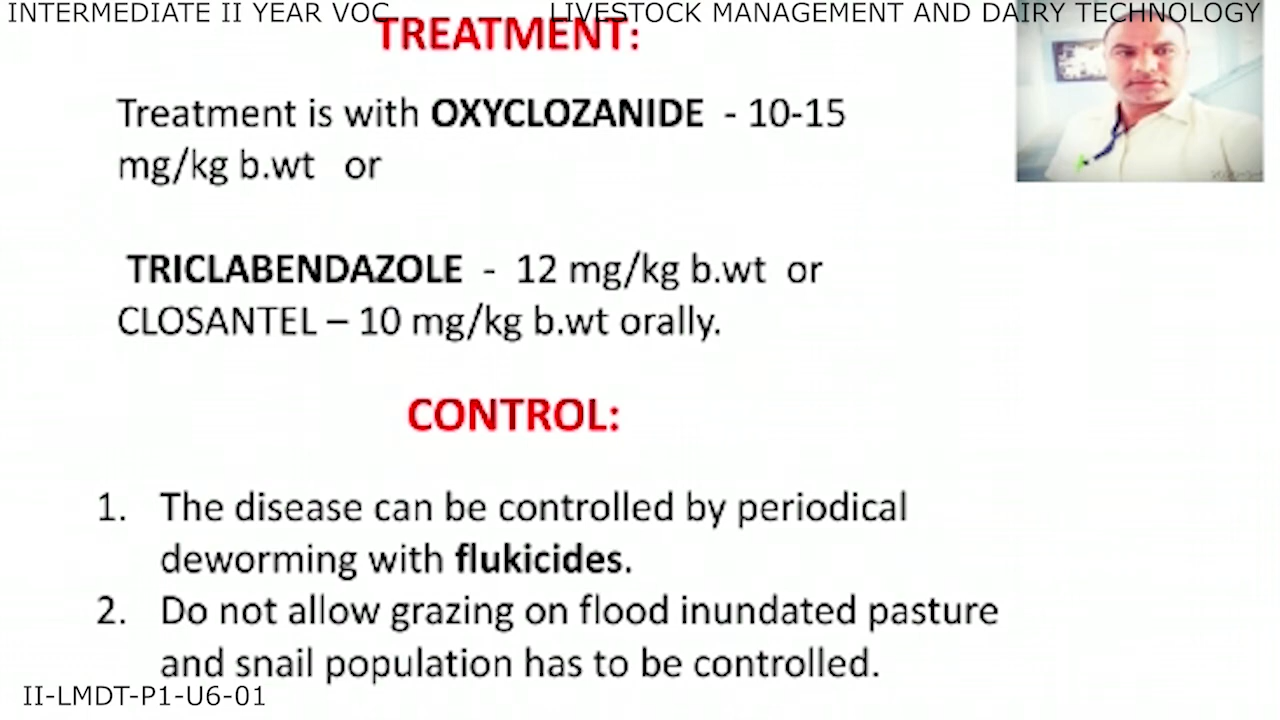 INTERMEDIATE II YEAR VOC LIVESTOCK MANAGEMENT AND DAIRY TECHNOLOGY
TREATMENT:
Treatment is with OXYCLOZANIDE - 10-15
mg/kg b.wt or
TRICLABENDAZOLE - 12 mg/kg b.wt or
CLOSANTEL – 10 mg/kg b.wt orally.
CONTROL:
1. The disease can be controlled by periodical
deworming with flukicides.
2. Do not allow grazing on flood inundated pasture
and snail population has to be controlled.
II-LMDT-P1-U6-01